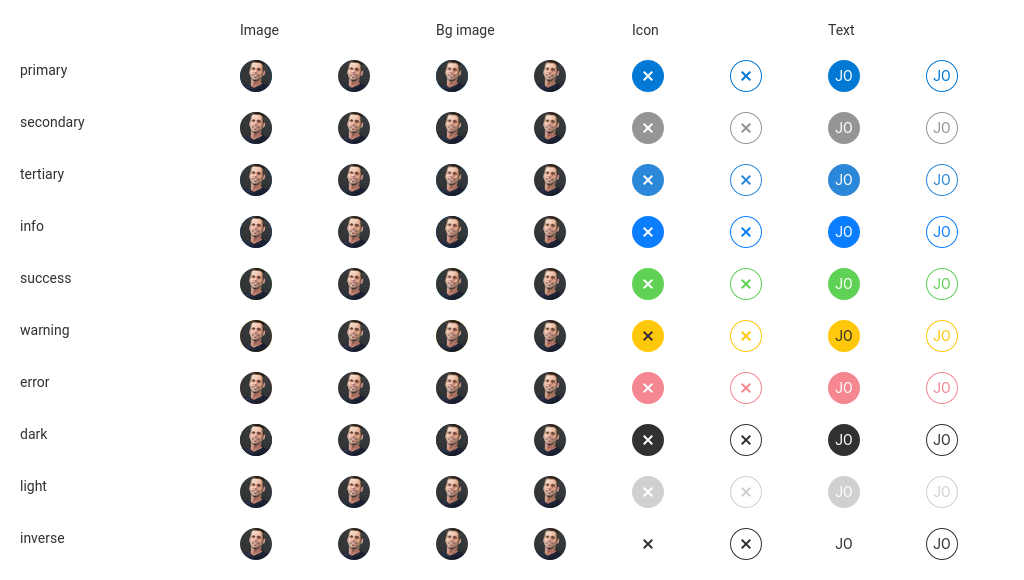 Image Bg image Icon Text
primary JO JO
secondary JO JO
tertiary JO JO
info JO JO
success JO JO
warning JO JO
error JO JO
dark JO JO
light JO JO
inverse JO JO